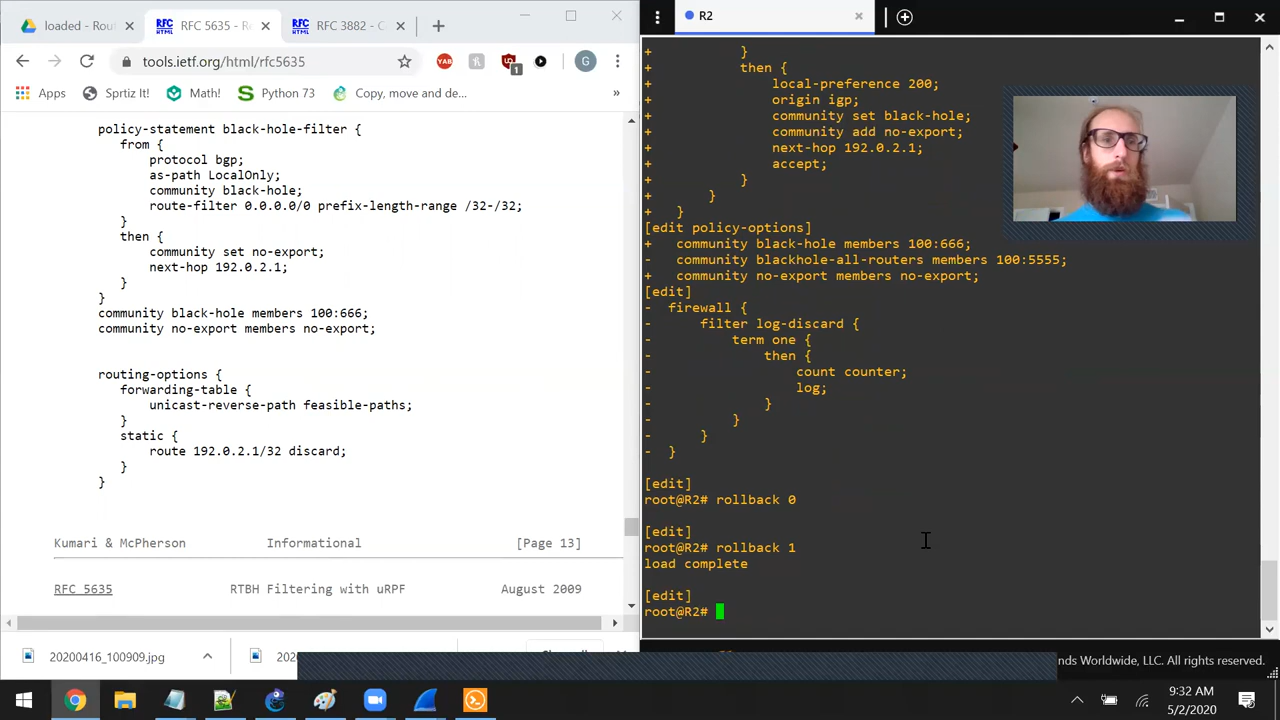 loaded - Rou
RFC 5635 - R
RFC 3882 - C
tools.ietf.org/html/rfc5635
Apps
Sprtiz It!
Math!
Python 73
Copy, move and de...
»
policy-statement black-hole-filter {
from {
protocol bgp;
as-path LocalOnly;
community black-hole;
route-filter 0.0.0.0/0 prefix-length-range /32-/32;
}
then {
community set no-export;
next-hop 192.0.2.1;
}
}
community black-hole members 100:666;
community no-export members no-export;
routing-options {
forwarding-table {
unicast-reverse-path feasible-paths;
}
static {
route 192.0.2.1/32 discard;
}
}
Kumari & McPherson Informational [Page 13]
RFC 5635 RTBH Filtering with uRPF August 2009
20200416_100909.jpg
R2
+ }
+ then {
+ local-preference 200;
+ origin igp;
+ community set black-hole;
+ community add no-export;
+ next-hop 192.0.2.1;
+ accept;
+ }
+ }
+ }
[edit policy-options]
+ community black-hole members 100:666;
- community blackhole-all-routers members 100:5555;
+ community no-export members no-export;
[edit]
- firewall {
- filter log-discard {
- term one {
- then {
- count counter;
- log;
- }
- }
- }
- }
[edit]
root@R2# rollback 0
[edit]
root@R2# rollback 1
load complete
[edit]
root@R2#
nds Worldwide, LLC. All rights reserved.
9:32 AM
5/2/2020